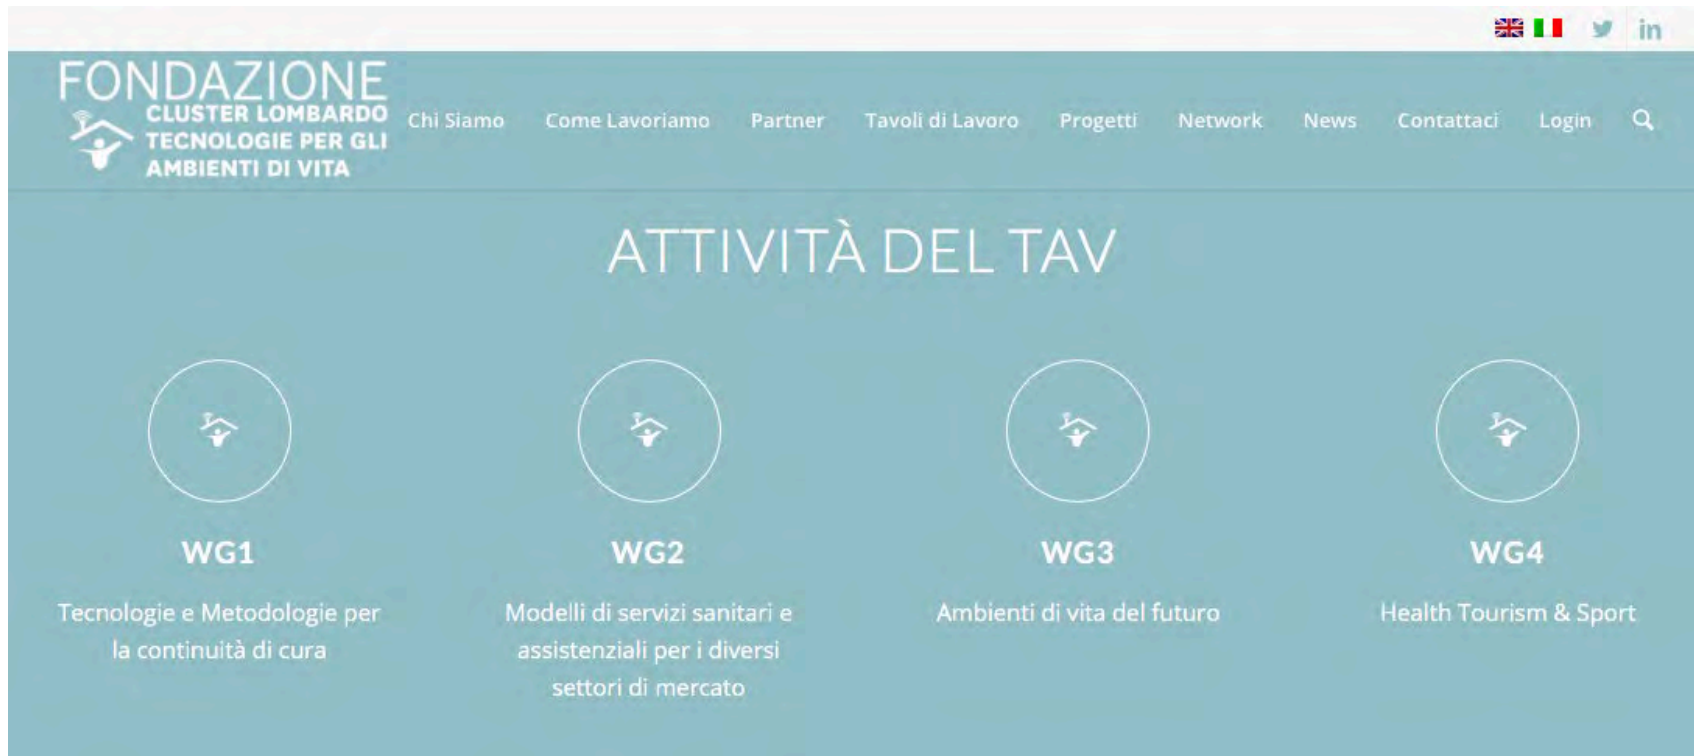 in
FONDAZIONE
CLUSTER LOMBARDO
TECNOLOGIE PER GLI
AMBIENTI DI VITA
Chi Siamo Come Lavoriamo Partner Tavoli di Lavoro Progetti Network News Contattaci Login
ATTIVITÀ DEL TAV
WG1
Tecnologie e Metodologie per
la continuità di cura
WG2
Modelli di servizi sanitari e
assistenziali per i diversi
settori di mercato
WG3
Ambienti di vita del futuro
WG4
Health Tourism & Sport